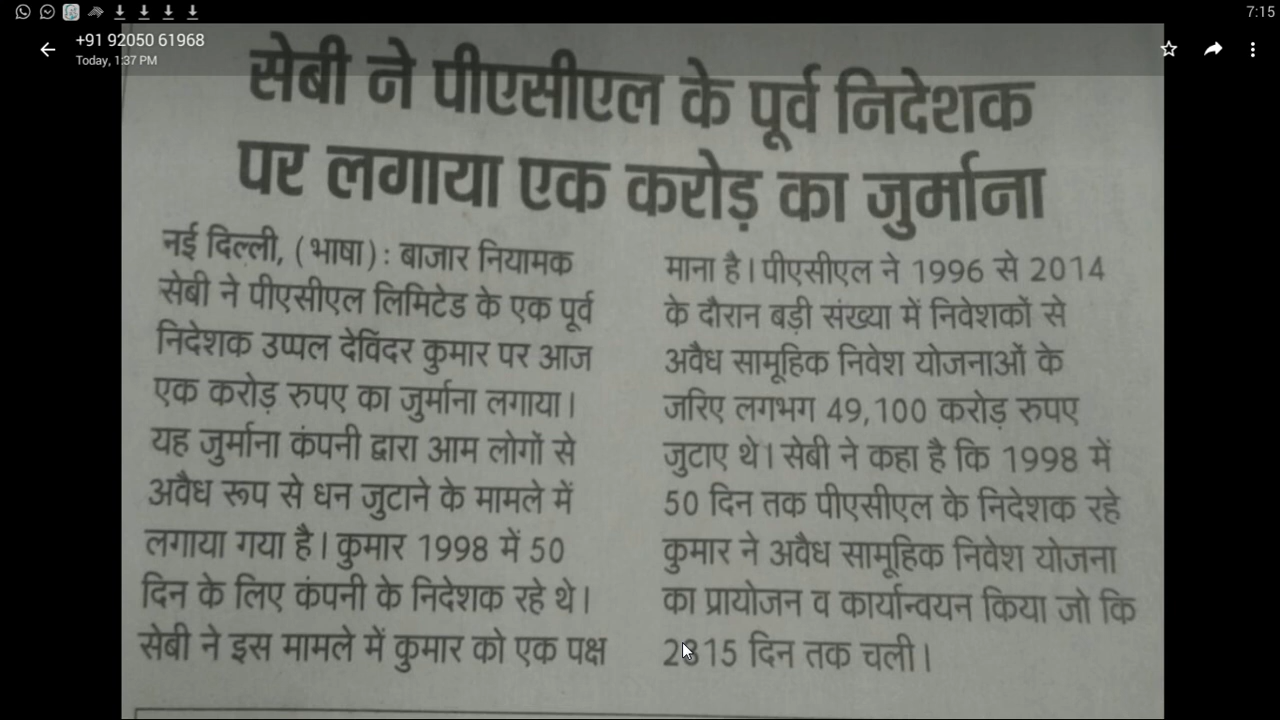 7:15
+91 92050 61968
Today, 1:37 PM
सेबी ने पीएसीएल के पूर्व निदेशक
पर लगाया एक करोड़ का जुर्माना
नई दिल्ली, (भाषा) : बाजार नियामक
सेबी ने पीएसीएल लिमिटेड के एक पूर्व
निदेशक उप्पल देविंदर कुमार पर आज
एक करोड़ रुपए का जुर्माना लगाया।
यह जुर्माना कंपनी द्वारा आम लोगों से
अवैध रूप से धन जुटाने के मामले में
लगाया गया है। कुमार 1998 में 50
दिन के लिए कंपनी के निदेशक रहे थे।
सेबी ने इस मामले में कुमार को एक पक्ष
माना है। पीएसीएल ने 1996 से 2014
के दौरान बड़ी संख्या में निवेशकों से
अवैध सामूहिक निवेश योजनाओं के
जरिए लगभग 49,100 करोड़ रुपए
जुटाए थे। सेबी ने कहा है कि 1998 में
50 दिन तक पीएसीएल के निदेशक रहे
कुमार ने अवैध सामूहिक निवेश योजना
का प्रायोजन व कार्यान्वयन किया जो कि
दिन तक चली।